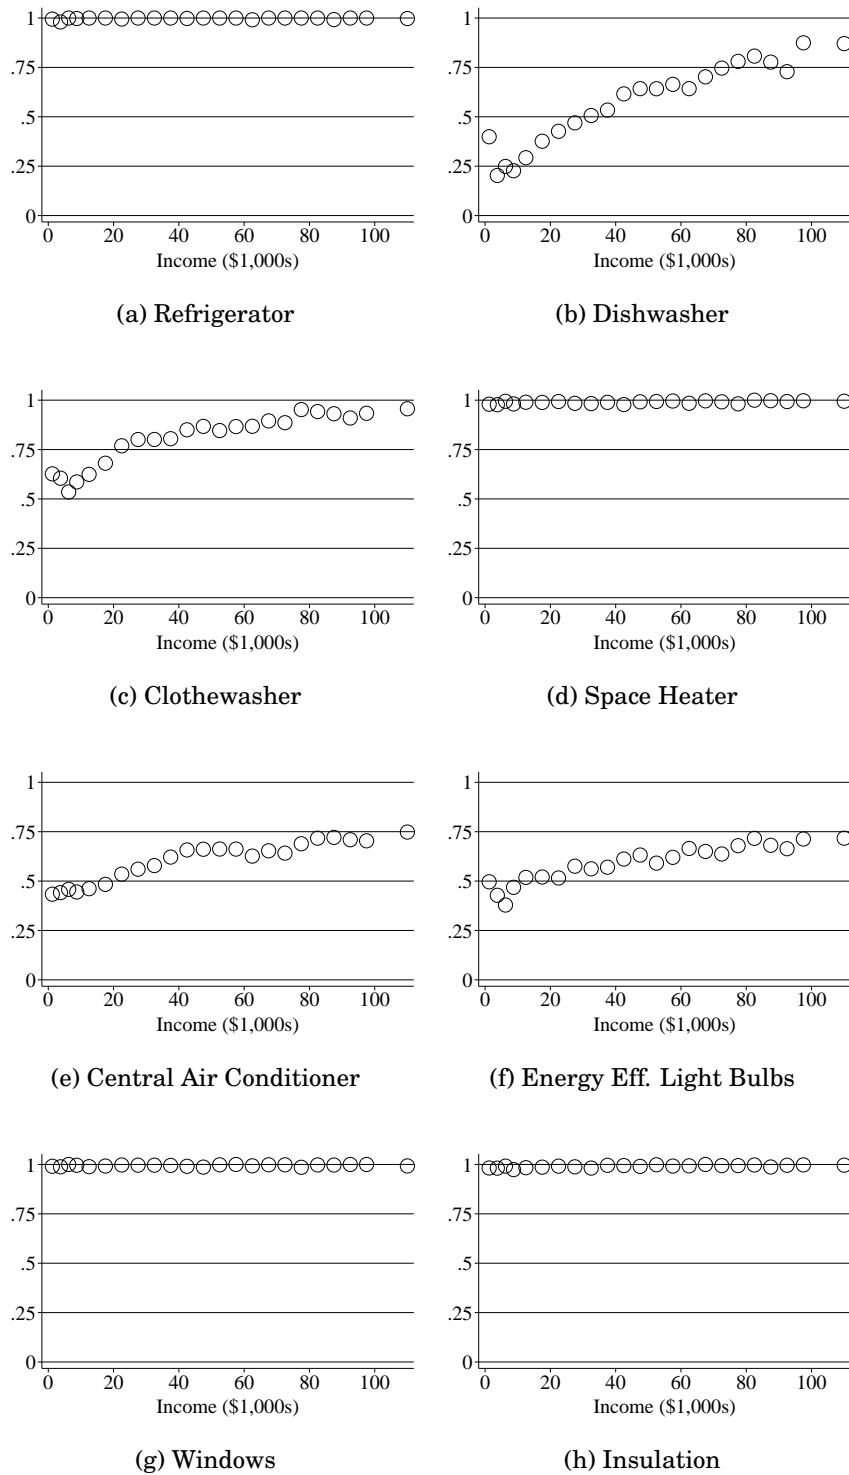 1
.75
.5
.25
0
0 20 40 60 80 100
Income ($1,000s)
(a) Refrigerator
1
.75
.5
.25
0
0 20 40 60 80 100
Income ($1,000s)
(b) Dishwasher
1
.75
.5
.25
0
0 20 40 60 80 100
Income ($1,000s)
(c) Clothewasher
1
.75
.5
.25
0
0 20 40 60 80 100
Income ($1,000s)
(d) Space Heater
1
.75
.5
.25
0
0 20 40 60 80 100
Income ($1,000s)
(e) Central Air Conditioner
1
.75
.5
.25
0
0 20 40 60 80 100
Income ($1,000s)
(f) Energy Eff. Light Bulbs
1
.75
.5
.25
0
0 20 40 60 80 100
Income ($1,000s)
(g) Windows
1
.75
.5
.25
0
0 20 40 60 80 100
Income ($1,000s)
(h) Insulation